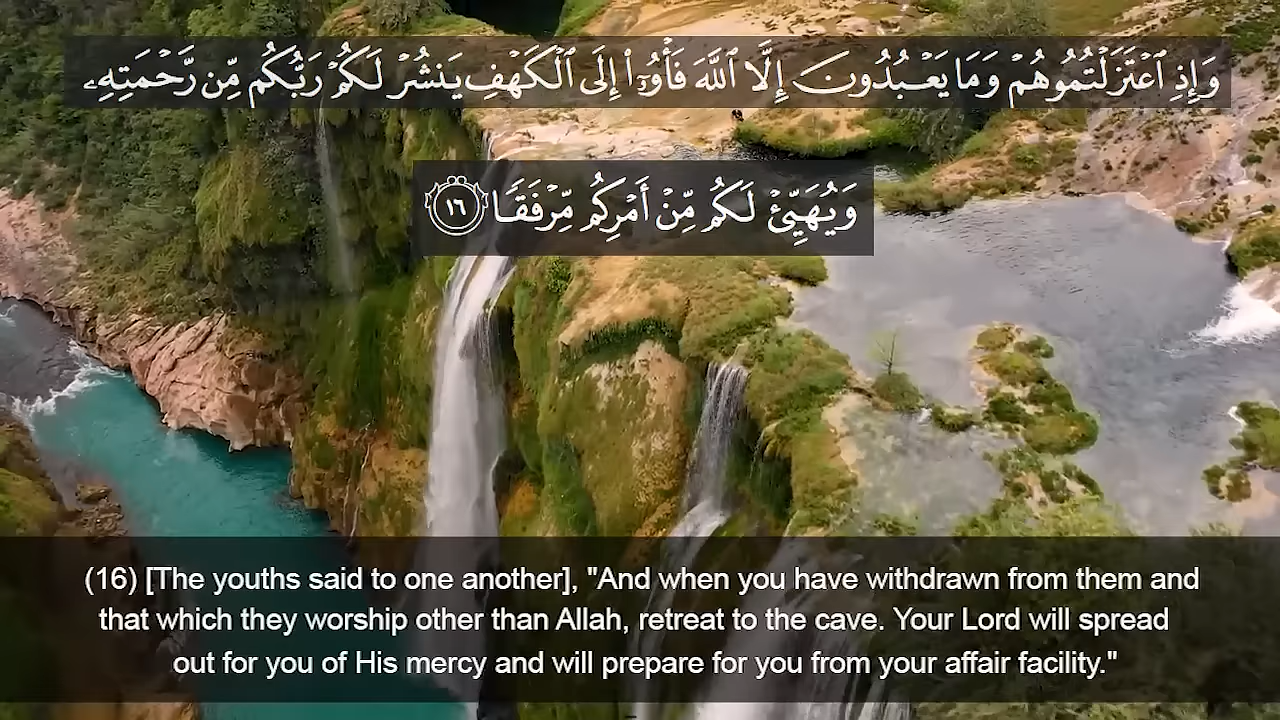 وَإِذِ ٱعْتَزَلْتُمُوهُمْ وَمَا يَعْبُدُونَ إِلَّا ٱللَّهَ فَأْوُۥٓا۟ إِلَى ٱلْكَهْفِ يَنشُرْ لَكُمْ رَبُّكُم مِّن رَّحْمَتِهِۦ
وَيُهَيِّئْ لَكُم مِّنْ أَمْرِكُم مِّرْفَقًا ١٦
(16) [The youths said to one another], "And when you have withdrawn from them and
that which they worship other than Allah, retreat to the cave. Your Lord will spread
out for you of His mercy and will prepare for you from your affair facility."